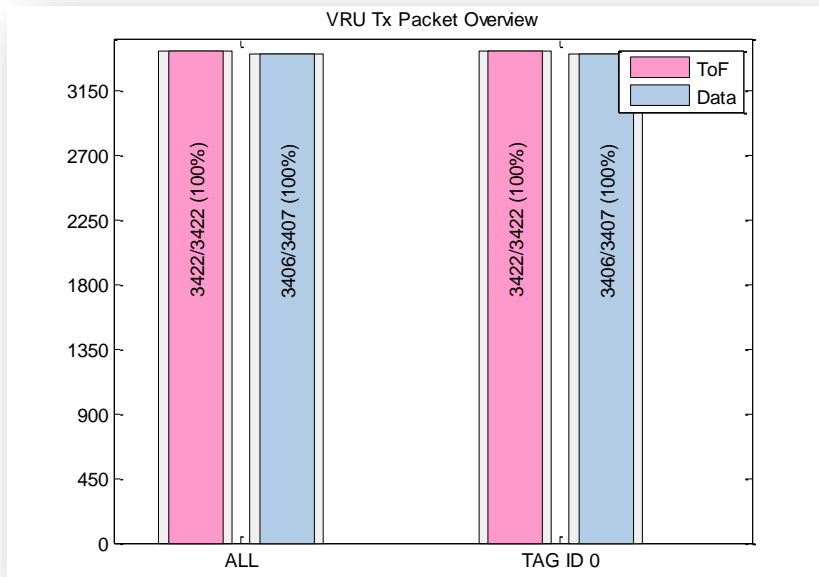 VRU Tx Packet Overview
ToF
Data
3150
2700
2250
1800
1350
900
450
0
3422/3422 (100%)
3406/3407 (100%)
3422/3422 (100%)
3406/3407 (100%)
ALL
TAG ID 0